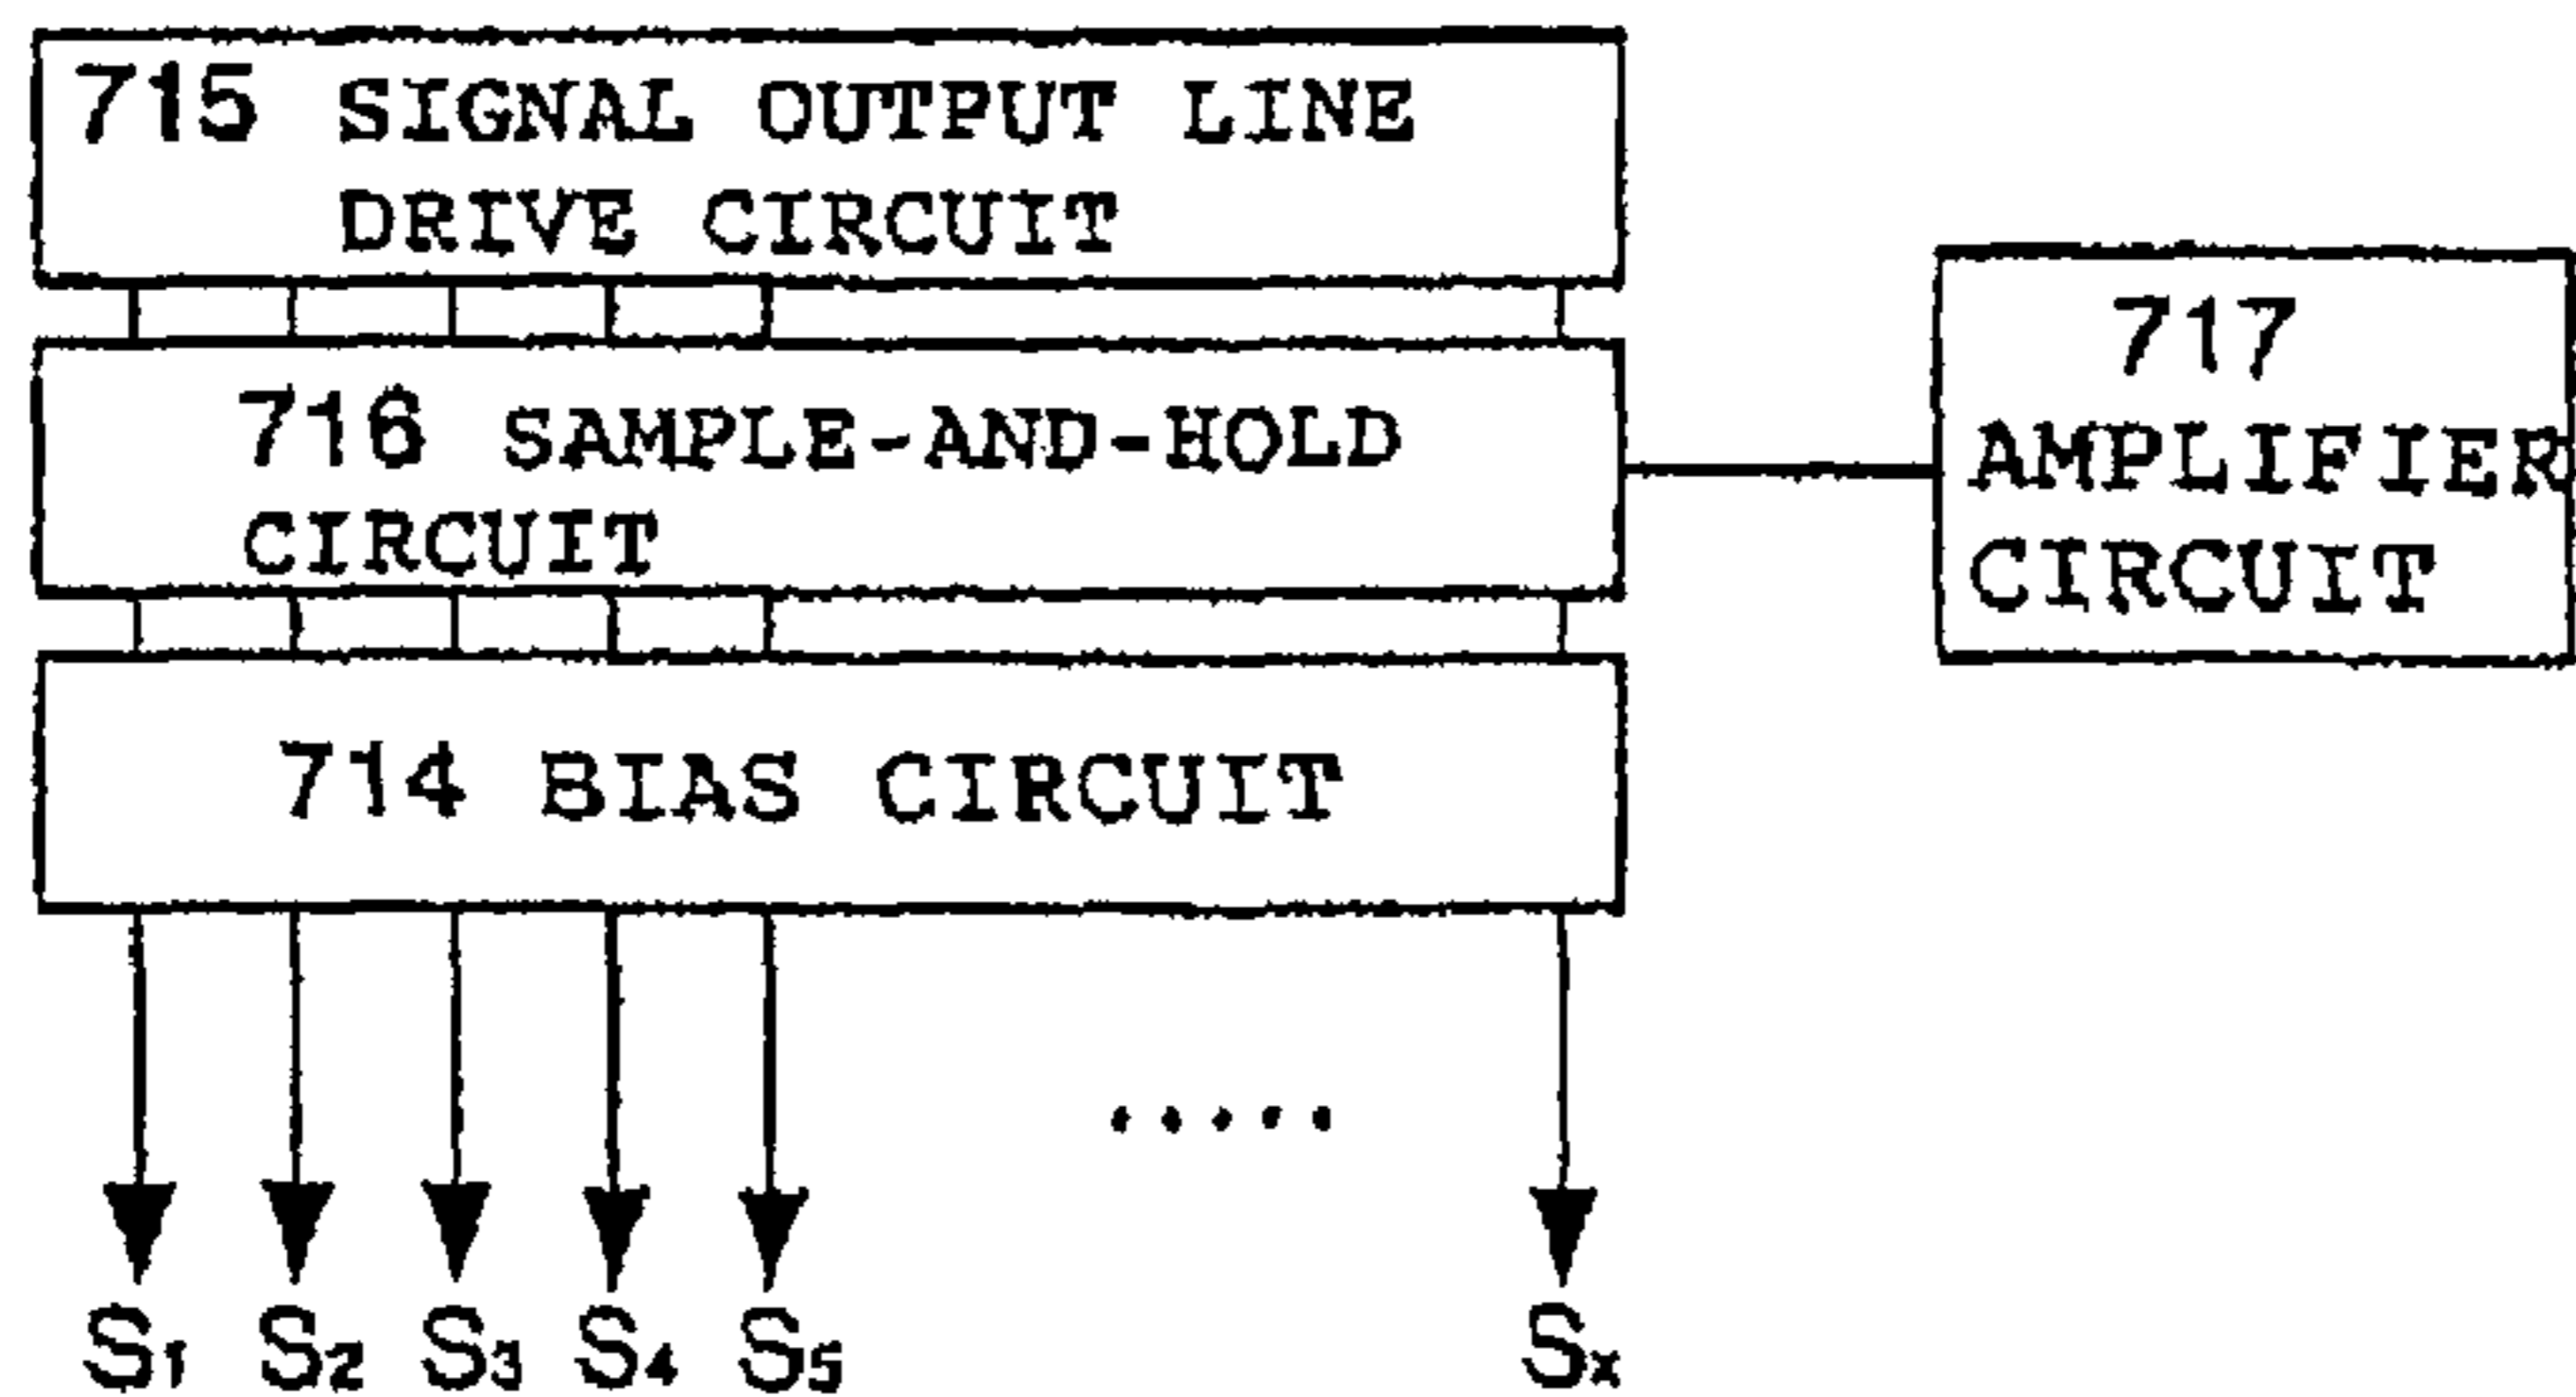 715 SIGNAL OUTPUT LINE
DRIVE CIRCUIT
716 SAMPLE-AND-HOLD
CIRCUIT
717
AMPLIFIER
CIRCUIT
714 BIAS CIRCUIT
.....
S1 S2 S3 S4 S5 Sx